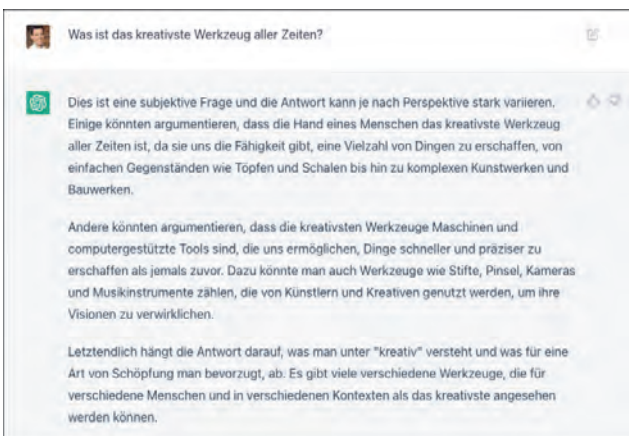 Was ist das kreativste Werkzeug aller Zeiten?
Dies ist eine subjektive Frage und die Antwort kann je nach Perspektive stark variieren.
Einige könnten argumentieren, dass die Hand eines Menschen das kreativste Werkzeug
aller Zeiten ist, da sie uns die Fähigkeit gibt, eine Vielzahl von Dingen zu erschaffen, von
einfachen Gegenständen wie Töpfen und Schalen bis hin zu komplexen Kunstwerken und
Bauwerken.
Andere könnten argumentieren, dass die kreativsten Werkzeuge Maschinen und
computergestützte Tools sind, die uns ermöglichen, Dinge schneller und präziser zu
erschaffen als jemals zuvor. Dazu könnte man auch Werkzeuge wie Stifte, Pinsel, Kameras
und Musikinstrumente zählen, die von Künstlern und Kreativen genutzt werden, um ihre
Visionen zu verwirklichen.
Letztendlich hängt die Antwort darauf, was man unter "kreativ" versteht und was für eine
Art von Schöpfung man bevorzugt, ab. Es gibt viele verschiedene Werkzeuge, die für
verschiedene Menschen und in verschiedenen Kontexten als das kreativste angesehen
werden können.